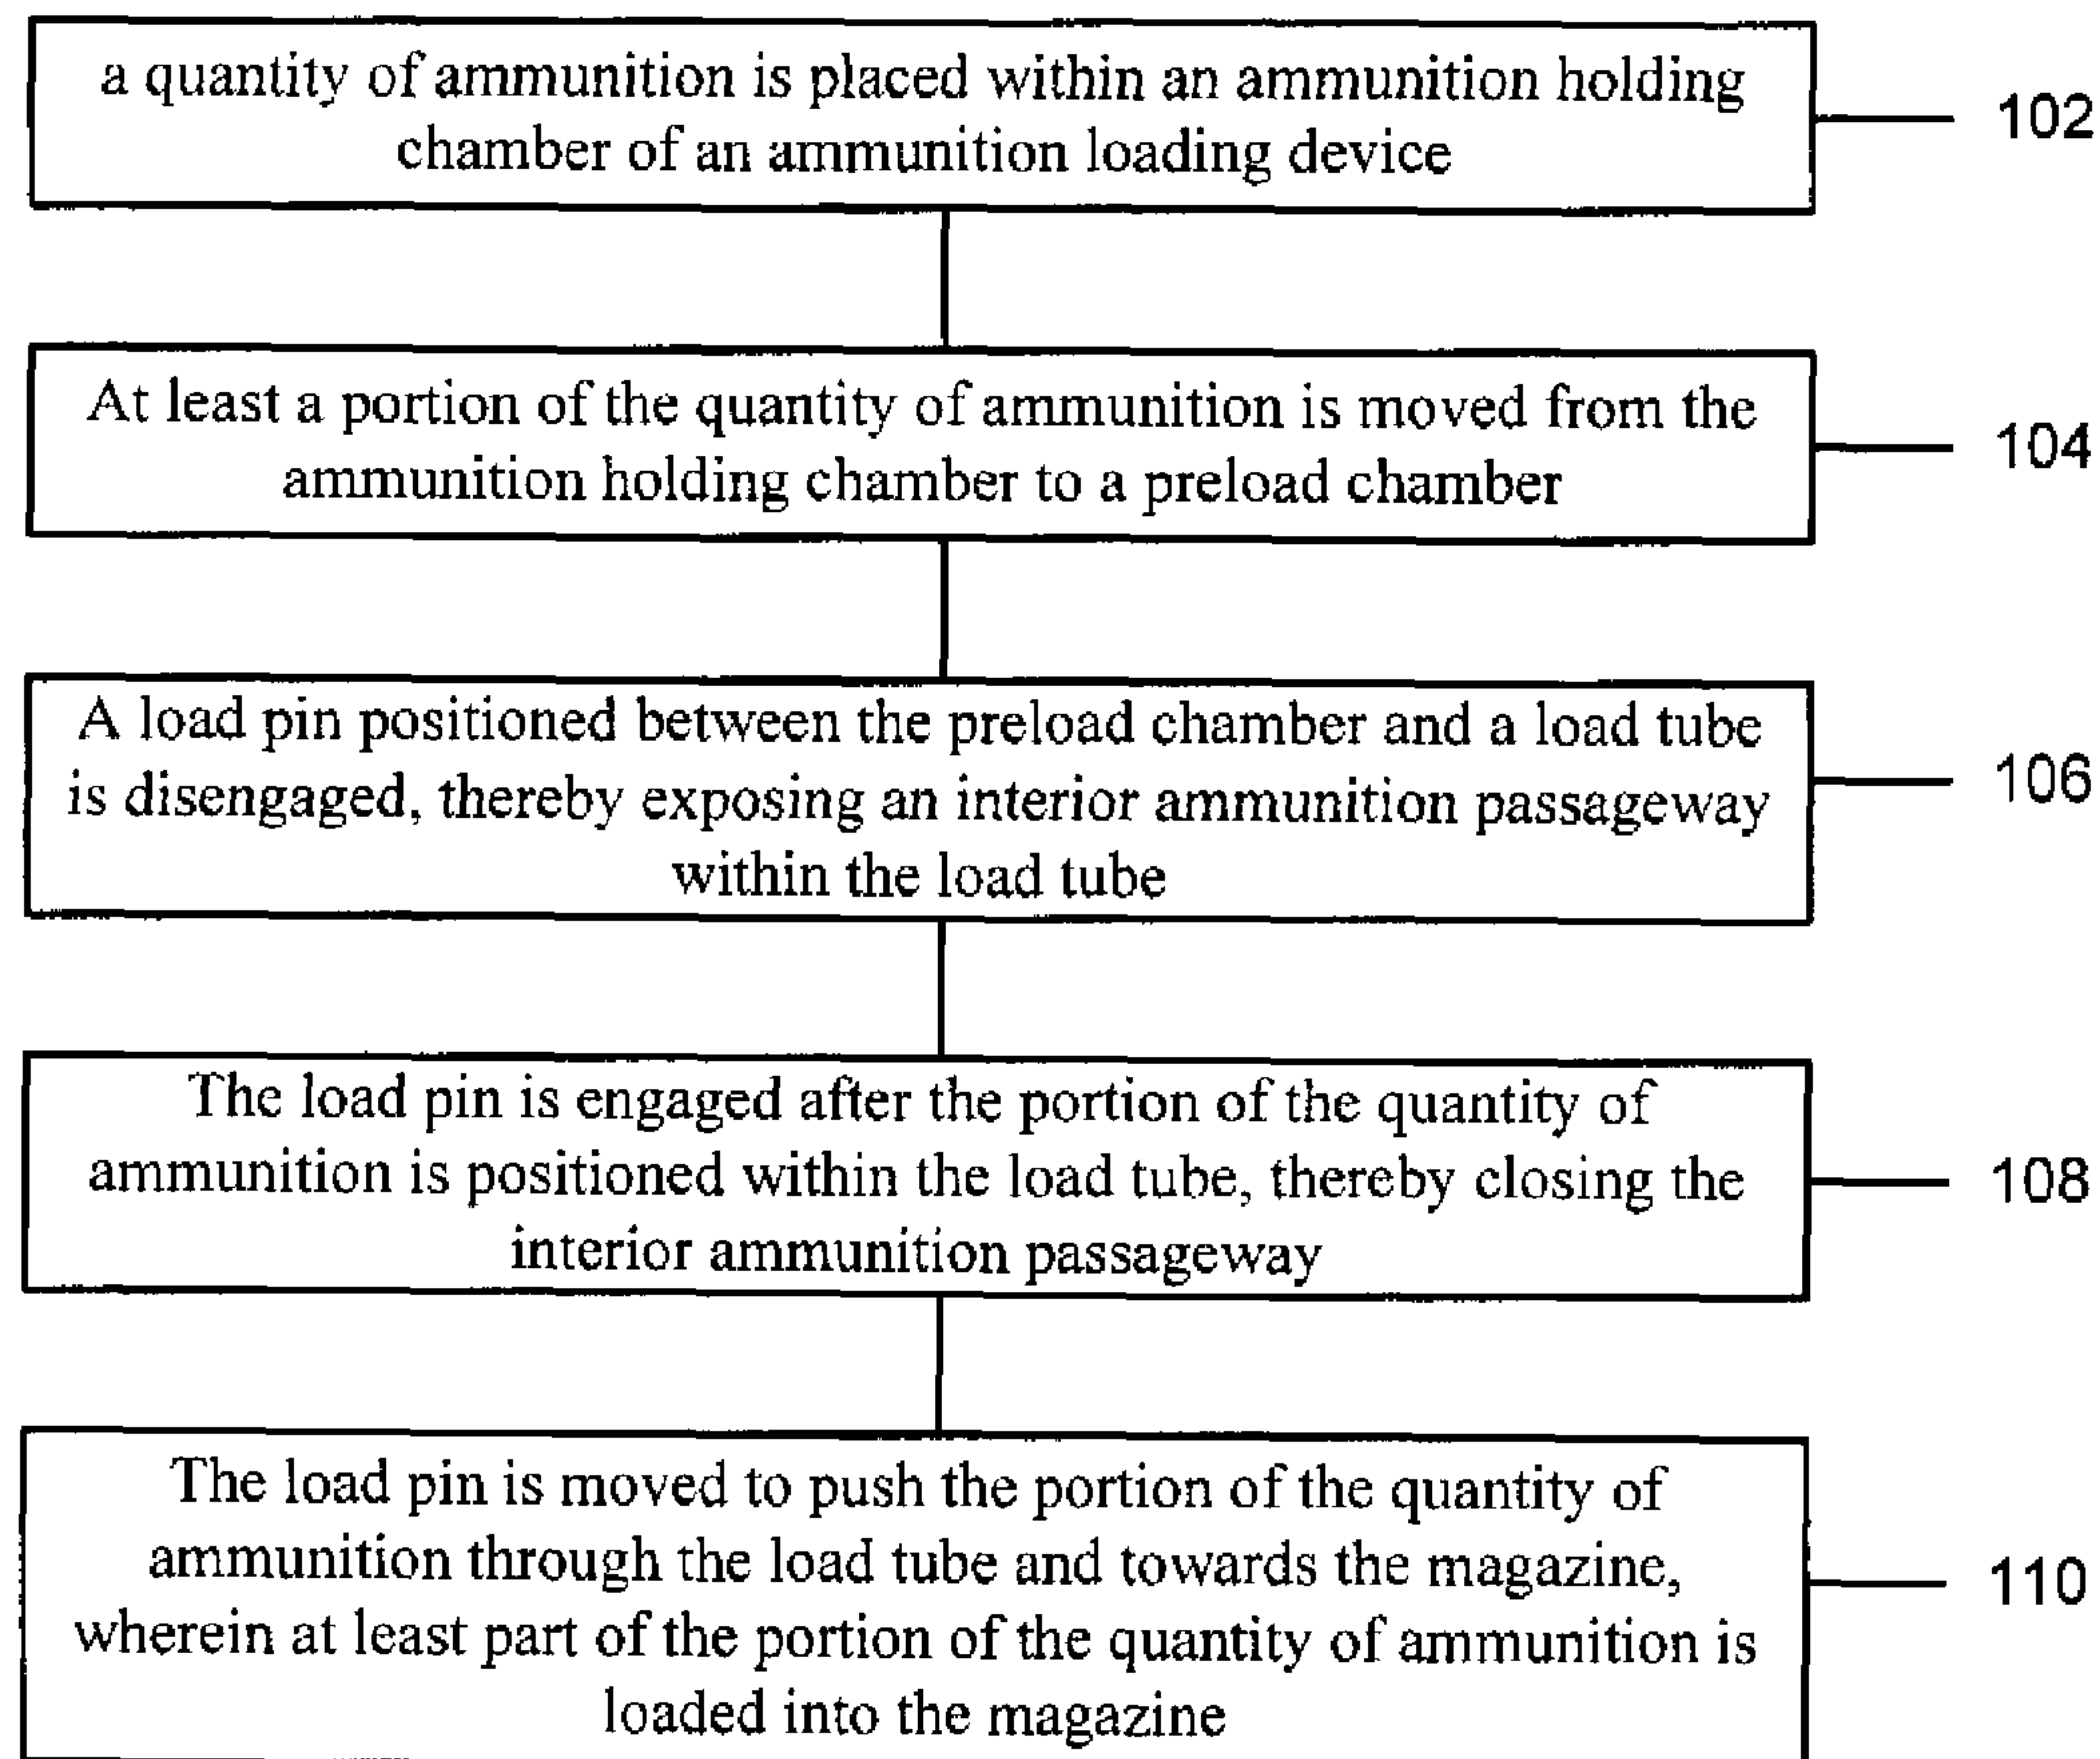 a quantity of ammunition is placed within an ammunition holding
chamber of an ammunition loading device
102
At least a portion of the quantity of ammunition is moved from the
ammunition holding chamber to a preload chamber
104
A load pin positioned between the preload chamber and a load tube
is disengaged, thereby exposing an interior ammunition passageway
within the load tube
106
The load pin is engaged after the portion of the quantity of
ammunition is positioned within the load tube, thereby closing the
interior ammunition passageway
108
The load pin is moved to push the portion of the quantity of
ammunition through the load tube and towards the magazine,
wherein at least part of the portion of the quantity of ammunition is
loaded into the magazine
110